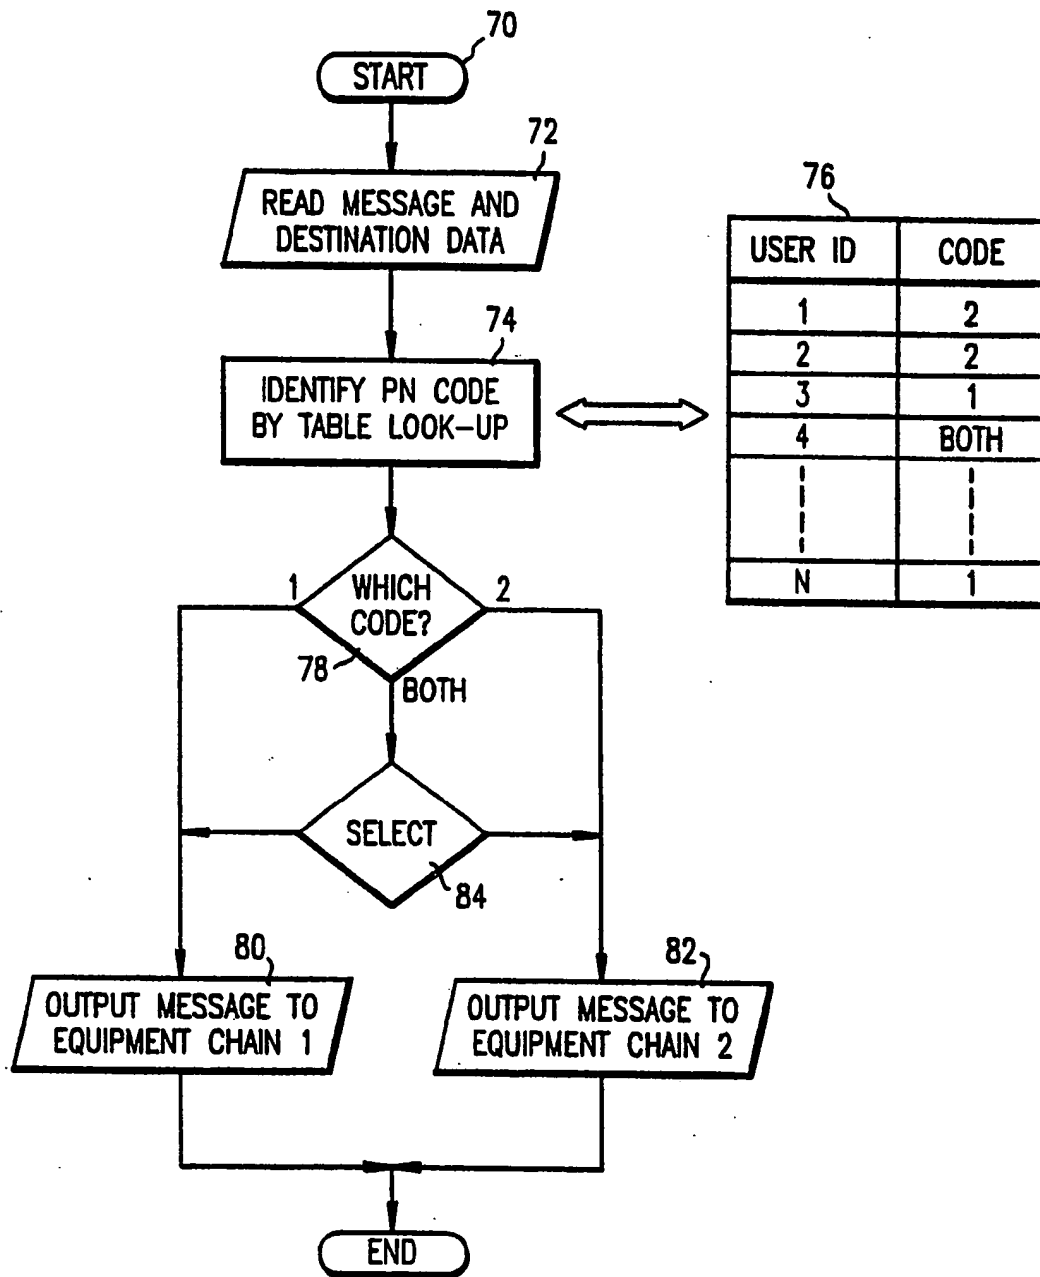 70
START
72
READ MESSAGE AND
DESTINATION DATA
76
USER ID CODE
1 2
2 2
3 1
4 BOTH
N 1
74
IDENTIFY PN CODE
BY TABLE LOOK-UP
1 2
WHICH
CODE?
78
BOTH
SELECT
84
80
OUTPUT MESSAGE TO
EQUIPMENT CHAIN 1
82
OUTPUT MESSAGE TO
EQUIPMENT CHAIN 2
END